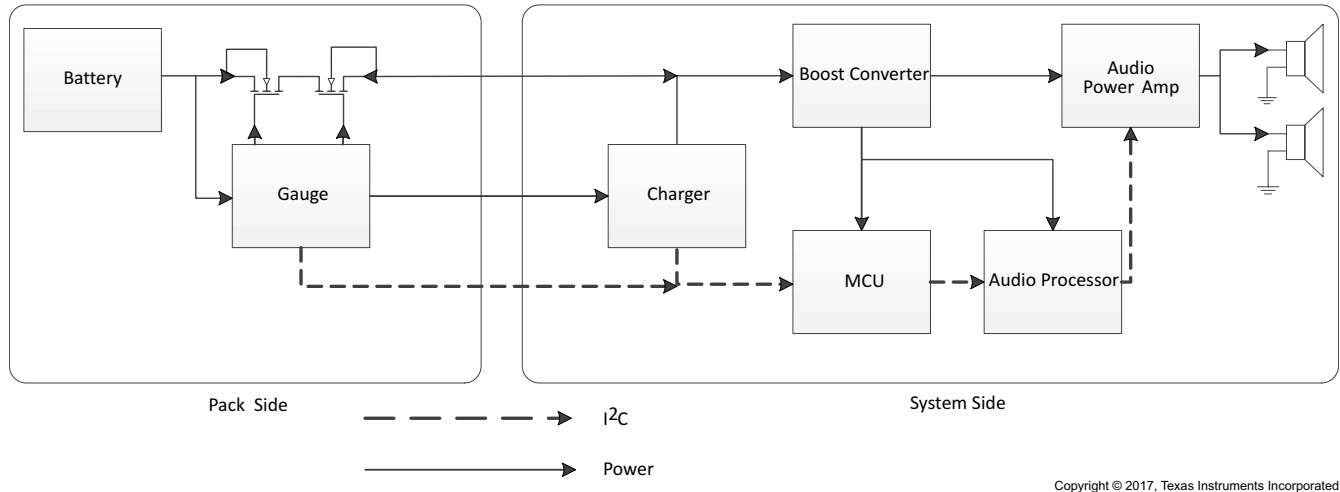 Battery
Boost Converter
Audio
Power Amp
Gauge
Charger
MCU
Audio Processor
Pack Side
System Side
I2C
Power
Copyright © 2017, Texas Instruments Incorporated